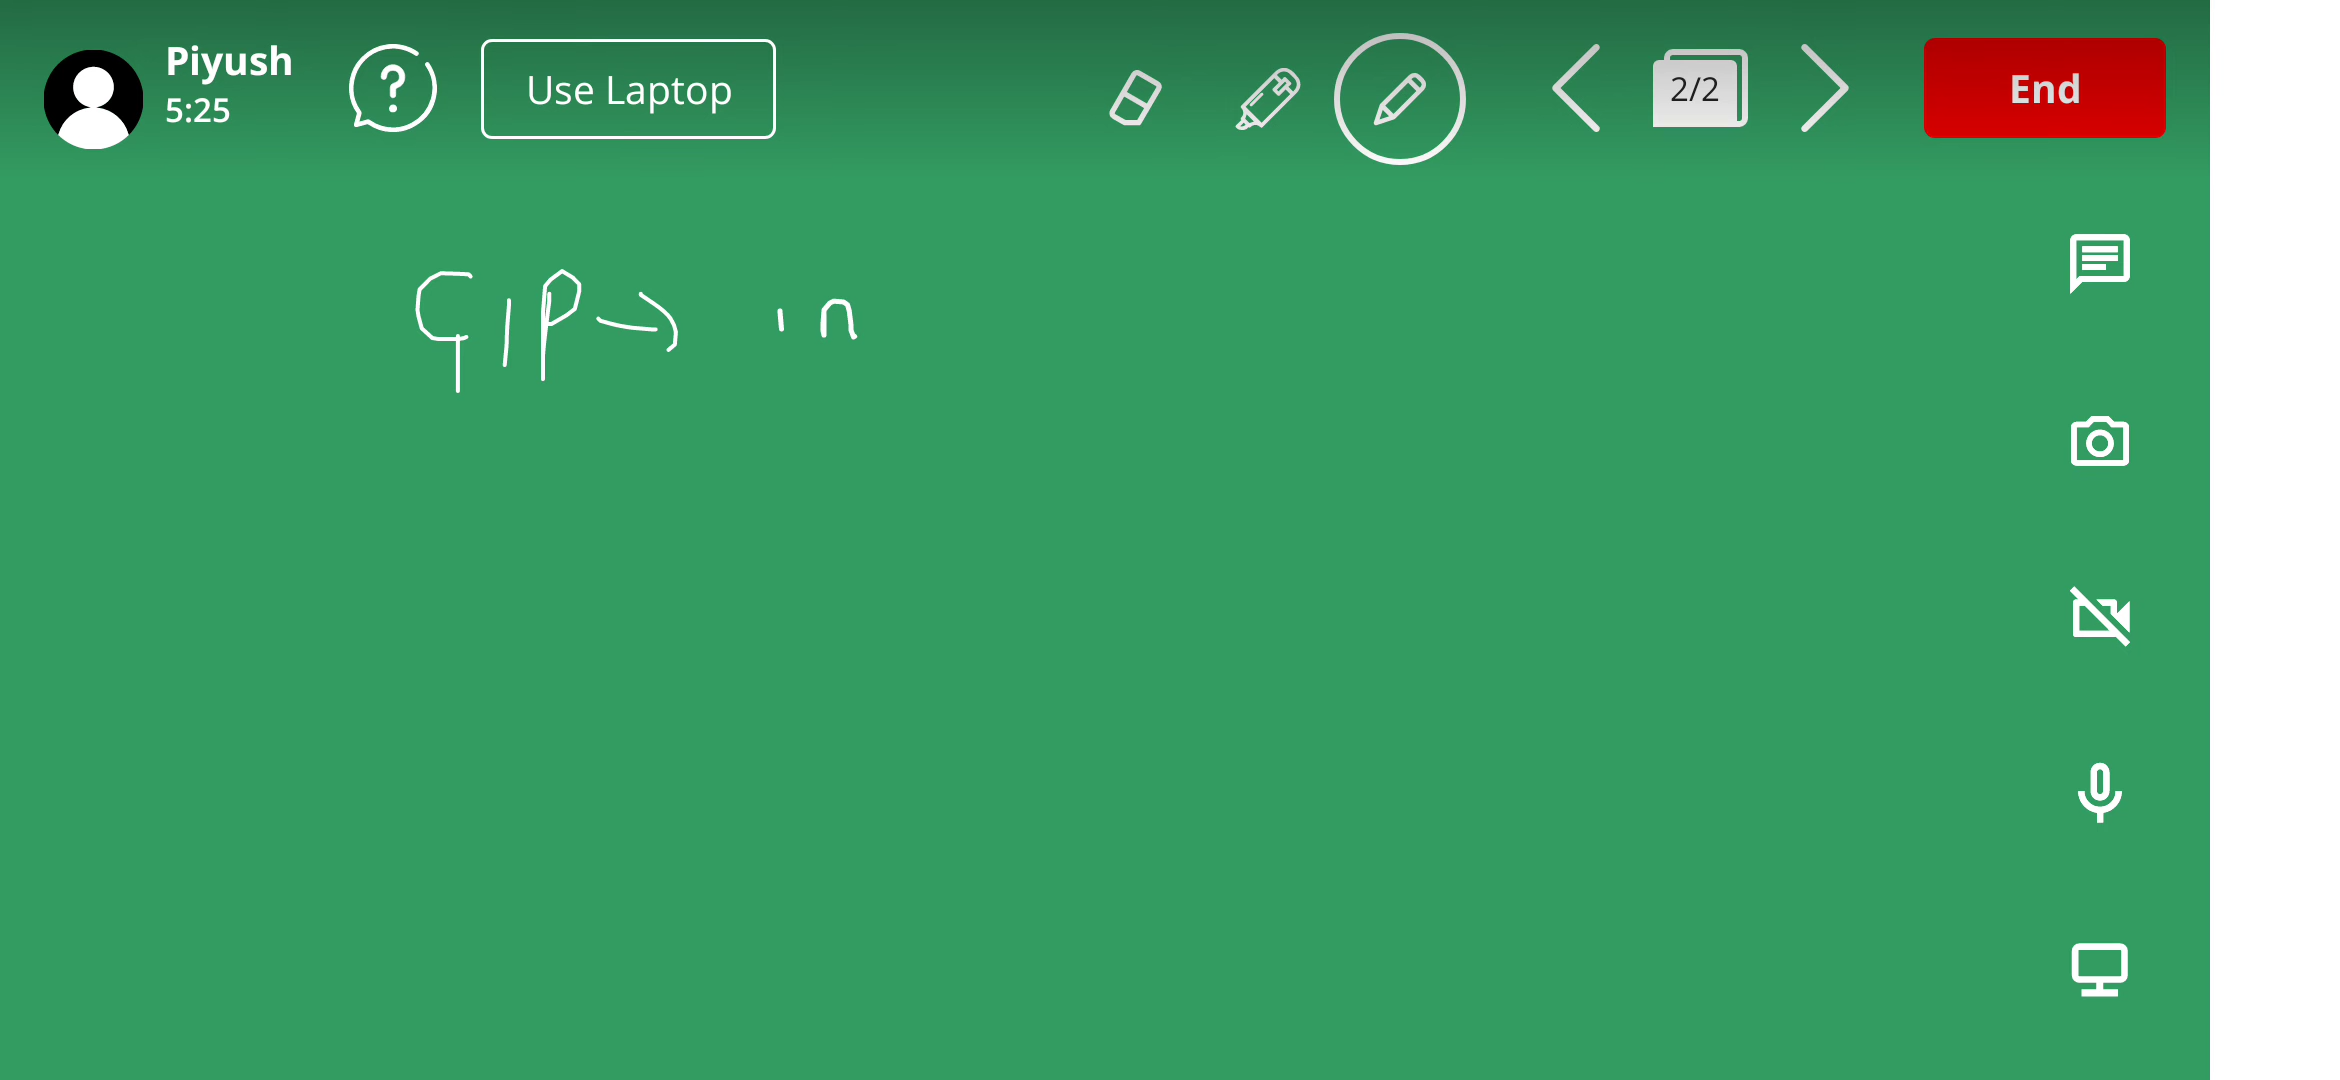 Piyush
5:25
Use Laptop
2/2
End
GIP → in